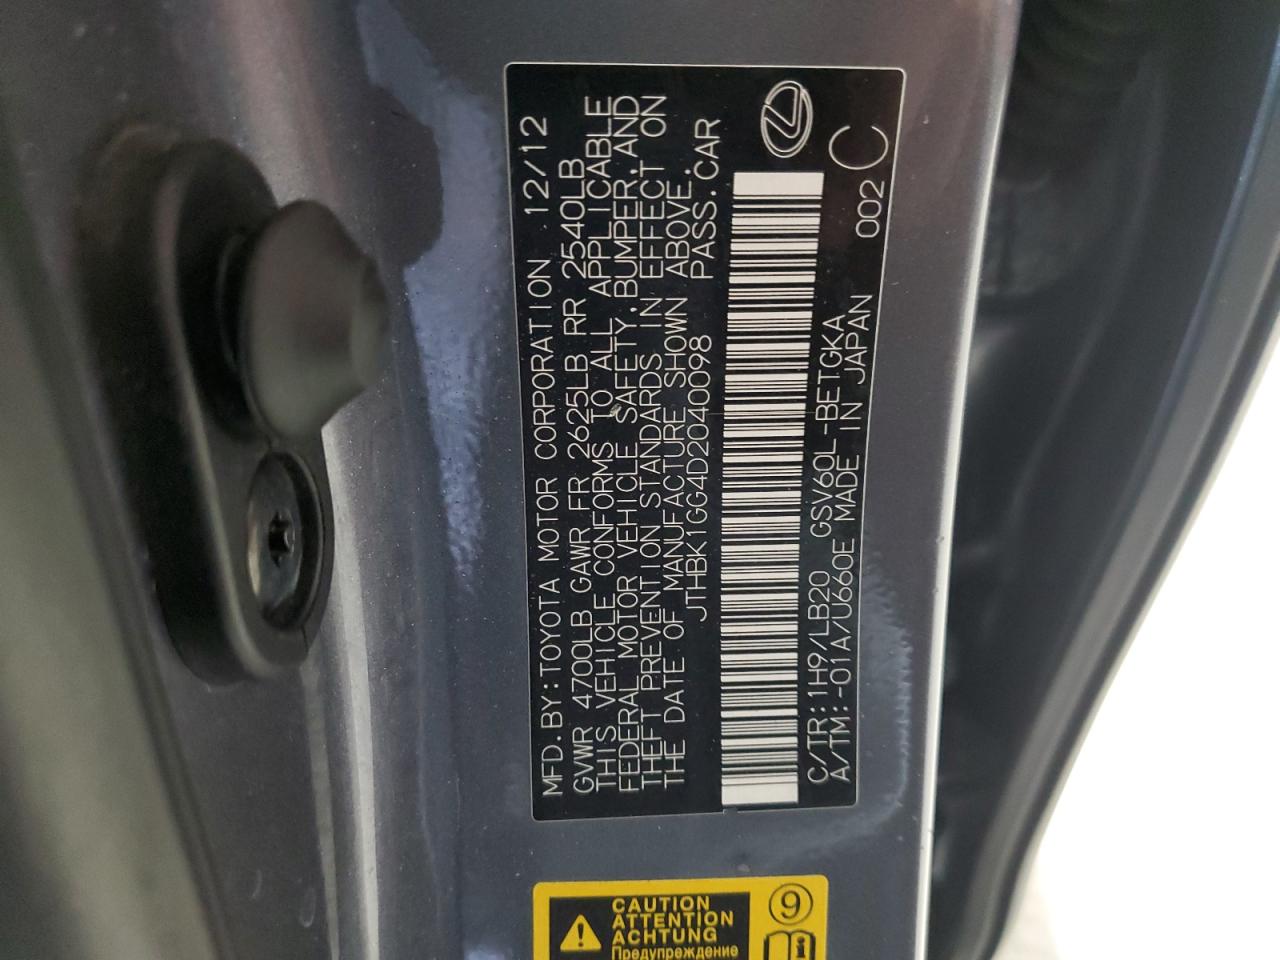 MFD.BY:TOYOTA MOTOR CORPORATION 12/12
GVWR 4700LB GAWR FR 2625LB RR 2540LB
THIS VEHICLE CONFORMS TO ALL APPLICABLE
FEDERAL MOTOR VEHICLE SAFETY,BUMPER,AND
THEFT PREVENTION STANDARDS IN EFFECT ON
THE DATE OF MANUFACTURE SHOWN ABOVE.
JTHBK1GG4D2040098 PASS.CAR
C/TR:1H9/LB20 GSV60L-BETGKA 002 C
A/TM:-01A/U660E MADE IN JAPAN
CAUTION
ATTENTION
ACHTUNG
Предупреждение
9